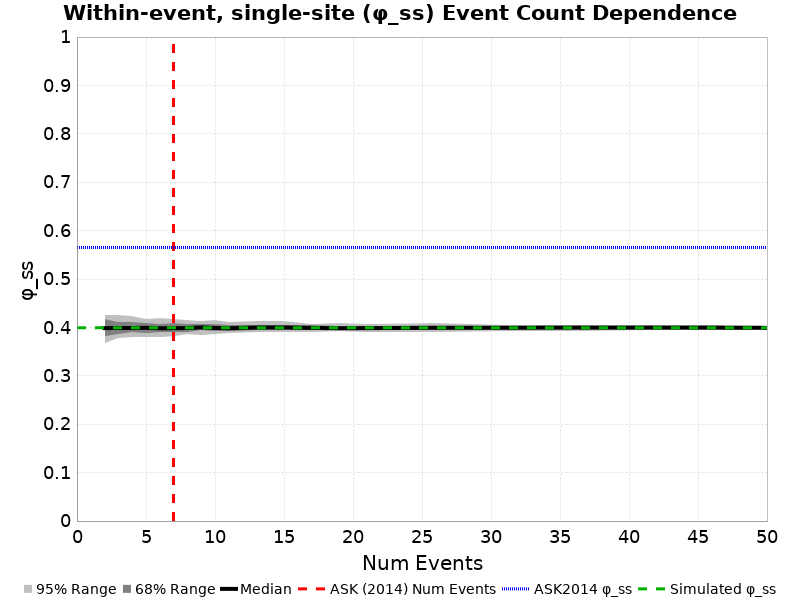 Within-event, single-site (φ_ss) Event Count Dependence
1
0.9
0.8
0.7
0.6
0.5
0.4
0.3
0.2
0.1
0
φ_ss
0 5 10 15 20 25 30 35 40 45 50
Num Events
95% Range 68% Range Median ASK (2014) Num Events ASK2014 φ_ss Simulated φ_ss